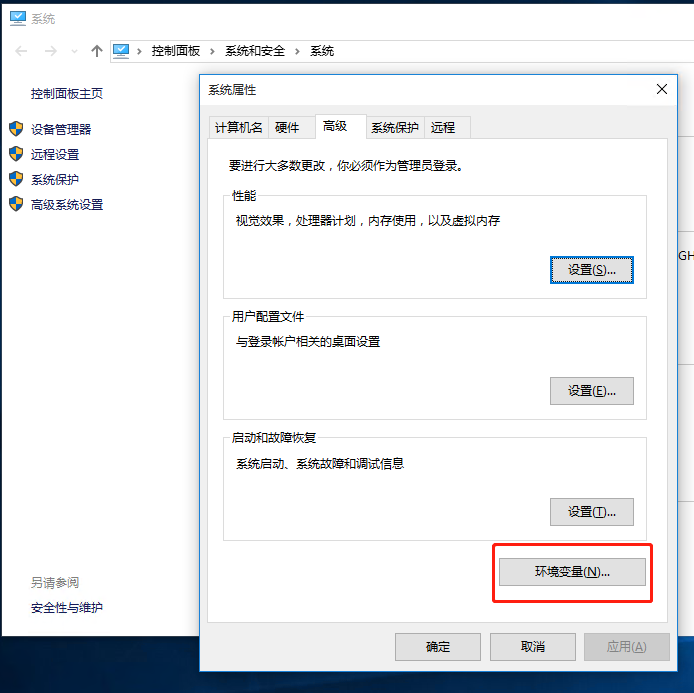 系统
控制面板 > 系统和安全 > 系统
控制面板主页
设备管理器
远程设置
系统保护
高级系统设置
另请参阅
安全性与维护
系统属性
计算机名 硬件 高级 系统保护 远程
要进行大多数更改，你必须作为管理员登录。
性能
视觉效果，处理器计划，内存使用，以及虚拟内存
设置(S)...
用户配置文件
与登录帐户相关的桌面设置
设置(E)...
启动和故障恢复
系统启动、系统故障和调试信息
设置(T)...
环境变量(N)...
确定 取消 应用(A)
GH